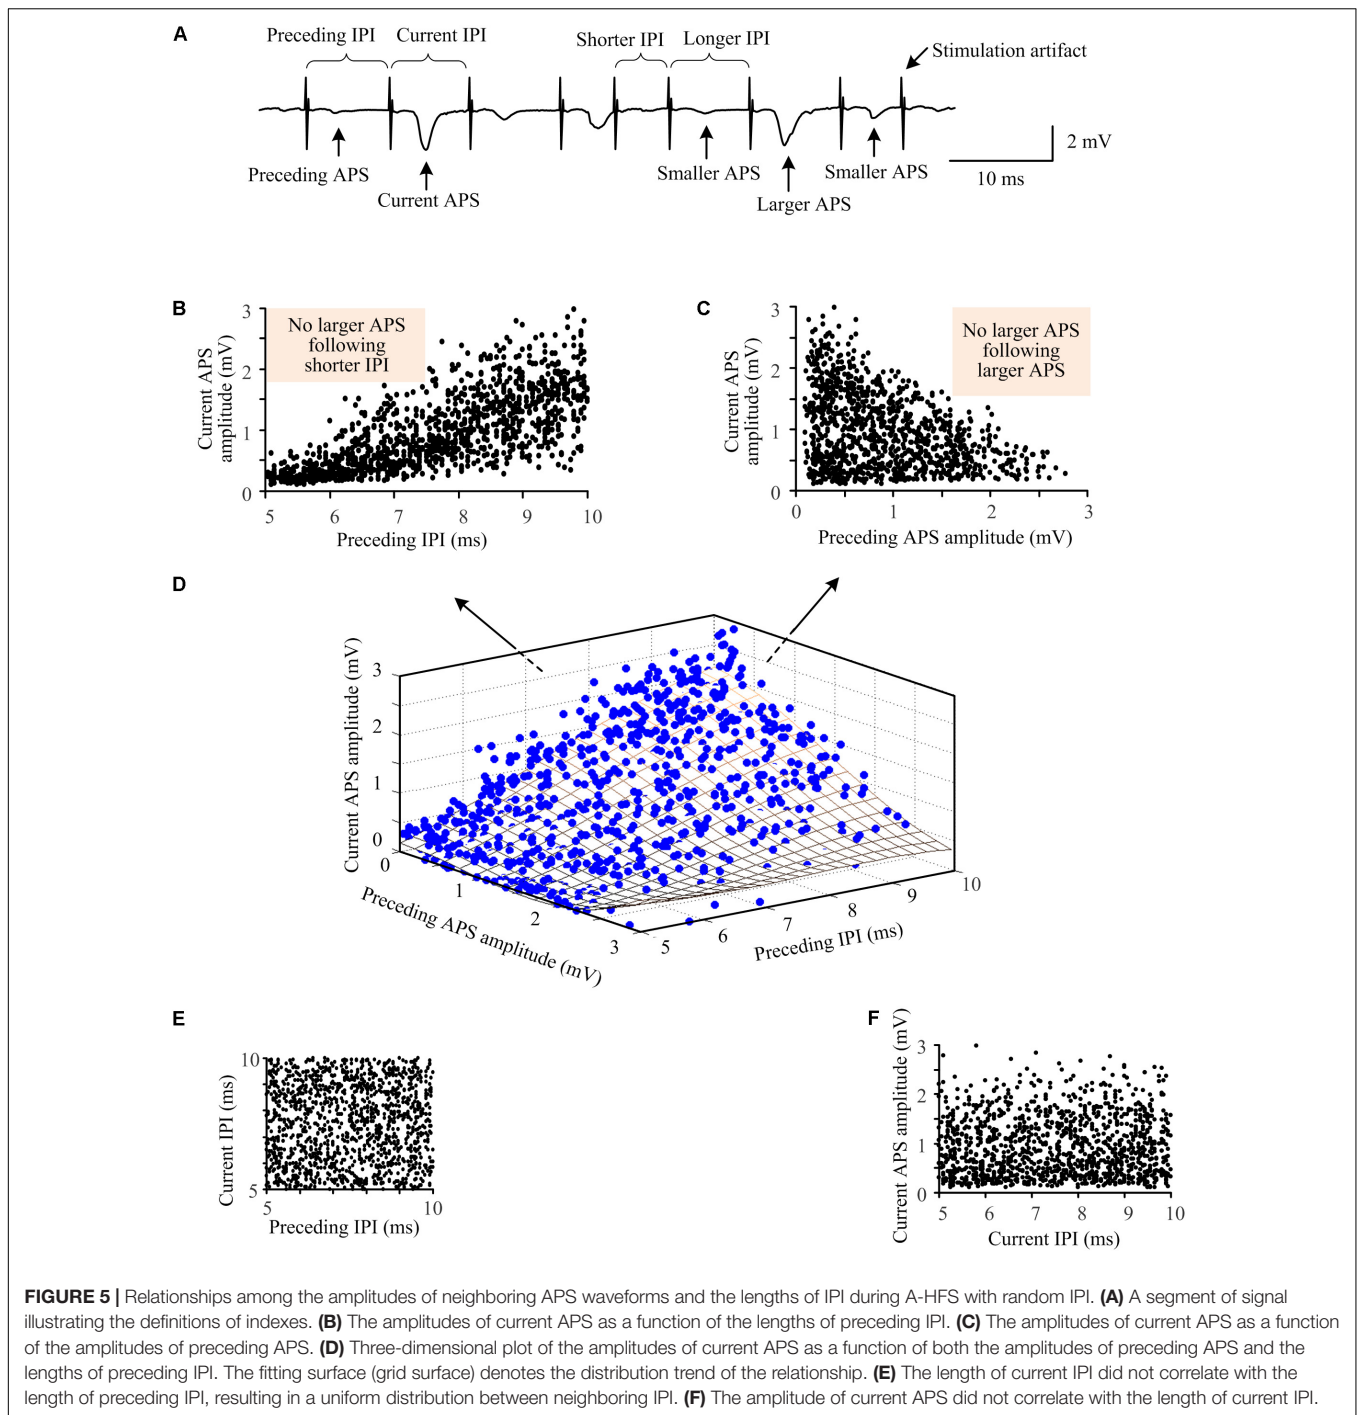 A
Preceding IPI
Current IPI
Shorter IPI
Longer IPI
Stimulation artifact
Preceding APS
Current APS
Smaller APS
Larger APS
Smaller APS
2 mV
10 ms
B
Current APS
amplitude (mV)
3
2
1
0
No larger APS
following
shorter IPI
5 6 7 8 9 10
Preceding IPI (ms)
C
Current APS
amplitude (mV)
3
2
1
0
No larger APS
following
larger APS
0 1 2 3
Preceding APS amplitude (mV)
D
Current APS amplitude (mV)
3
2
1
0
0 1 2 3
Preceding APS amplitude (mV)
5 6 7 8 9 10
Preceding IPI (ms)
E
Current IPI (ms)
10
5
5 10
Preceding IPI (ms)
F
Current APS amplitude (mV)
3
2
1
0
5 6 7 8 9 10
Current IPI (ms)
FIGURE 5 | Relationships among the amplitudes of neighboring APS waveforms and the lengths of IPI during A-HFS with random IPI. (A) A segment of signal
illustrating the definitions of indexes. (B) The amplitudes of current APS as a function of the lengths of preceding IPI. (C) The amplitudes of current APS as a function
of the amplitudes of preceding APS. (D) Three-dimensional plot of the amplitudes of current APS as a function of both the amplitudes of preceding APS and the
lengths of preceding IPI. The fitting surface (grid surface) denotes the distribution trend of the relationship. (E) The length of current IPI did not correlate with the
length of preceding IPI, resulting in a uniform distribution between neighboring IPI. (F) The amplitude of current APS did not correlate with the length of current IPI.